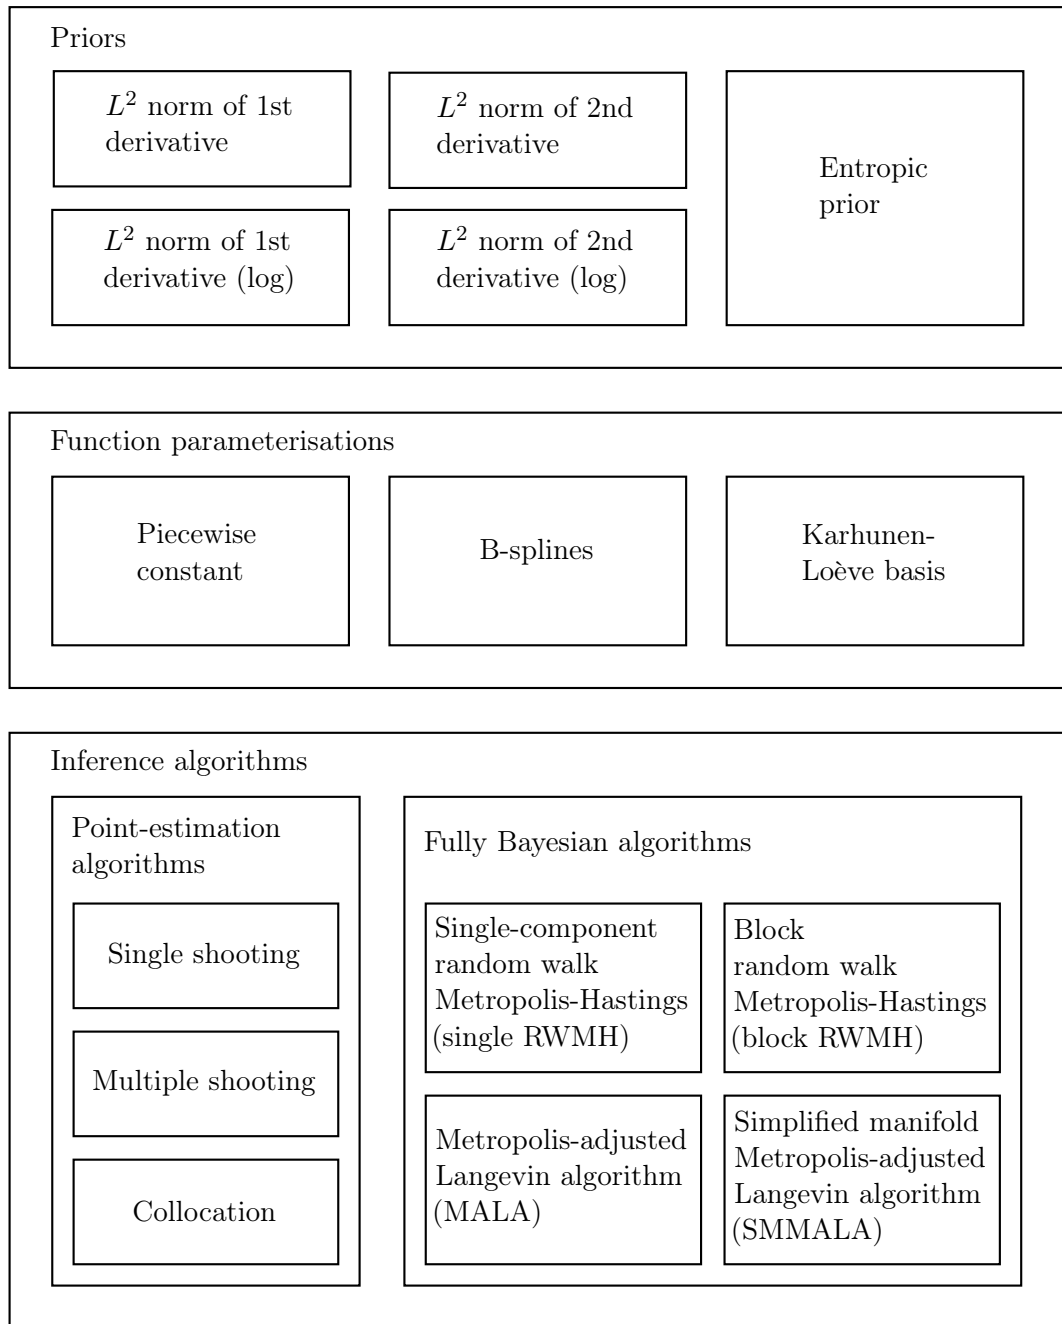 Priors
L² norm of 1st
derivative
L² norm of 2nd
derivative
Entropic
prior
L² norm of 1st
derivative (log)
L² norm of 2nd
derivative (log)
Function parameterisations
Piecewise
constant
B-splines
Karhunen-
Loève basis
Inference algorithms
Point-estimation
algorithms
Single shooting
Multiple shooting
Collocation
Fully Bayesian algorithms
Single-component
random walk
Metropolis-Hastings
(single RWMH)
Block
random walk
Metropolis-Hastings
(block RWMH)
Metropolis-adjusted
Langevin algorithm
(MALA)
Simplified manifold
Metropolis-adjusted
Langevin algorithm
(SMMALA)